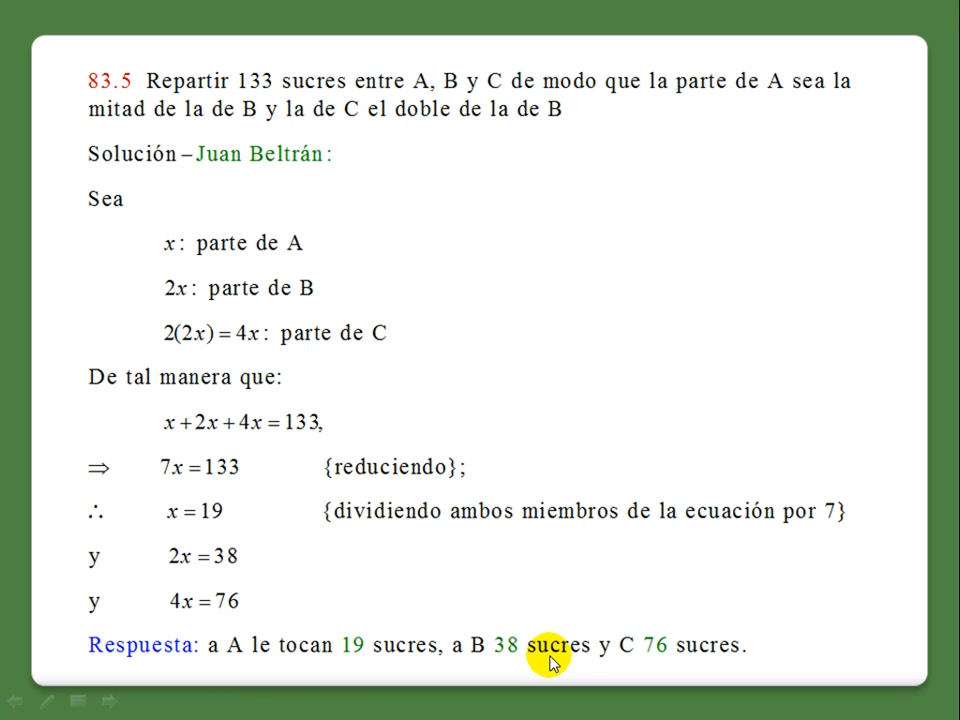 83.5 Repartir 133 sucres entre A, B y C de modo que la parte de A sea la
mitad de la de B y la de C el doble de la de B
Solución – Juan Beltrán:
Sea
x: parte de A
2x: parte de B
2(2x) = 4x: parte de C
De tal manera que:
x + 2x + 4x = 133,
⇒ 7x = 133 {reduciendo};
∴ x = 19 {dividiendo ambos miembros de la ecuación por 7}
y 2x = 38
y 4x = 76
Respuesta: a A le tocan 19 sucres, a B 38 sucres y C 76 sucres.